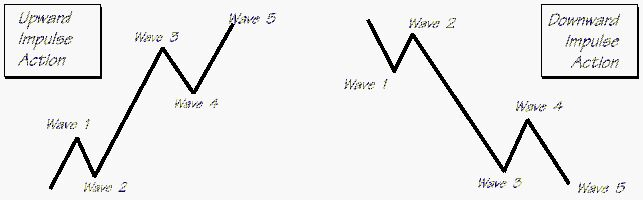 Upward
Impulse
Action
Wave 1
Wave 2
Wave 3
Wave 4
Wave 5
Downward
Impulse
Action
Wave 1
Wave 2
Wave 3
Wave 4
Wave 5